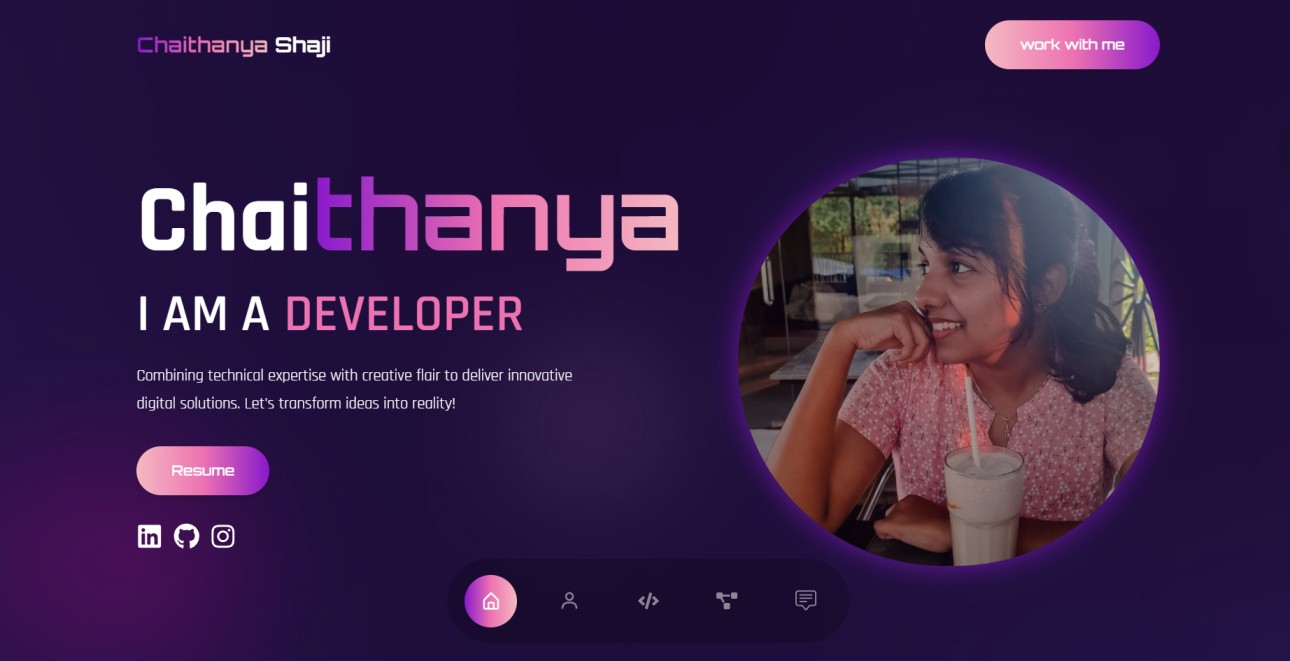 Chaithanya Shaji
work with me
Chaithanya
I AM A DEVELOPER
Combining technical expertise with creative flair to deliver innovative
digital solutions. Let's transform ideas into reality!
Resume
in